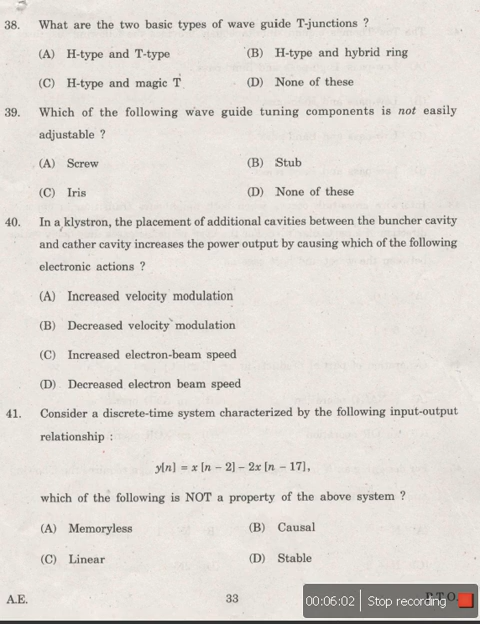 38. What are the two basic types of wave guide T-junctions ?
(A) H-type and T-type (B) H-type and hybrid ring
(C) H-type and magic T (D) None of these
39. Which of the following wave guide tuning components is not easily
adjustable ?
(A) Screw (B) Stub
(C) Iris (D) None of these
40. In a klystron, the placement of additional cavities between the buncher cavity
and cather cavity increases the power output by causing which of the following
electronic actions ?
(A) Increased velocity modulation
(B) Decreased velocity modulation
(C) Increased electron-beam speed
(D) Decreased electron beam speed
41. Consider a discrete-time system characterized by the following input-output
relationship :
y[n] = x [n – 2] – 2x [n – 17],
which of the following is NOT a property of the above system ?
(A) Memoryless (B) Causal
(C) Linear (D) Stable
A.E. 33 P.T.O.
00:06:02 Stop recording